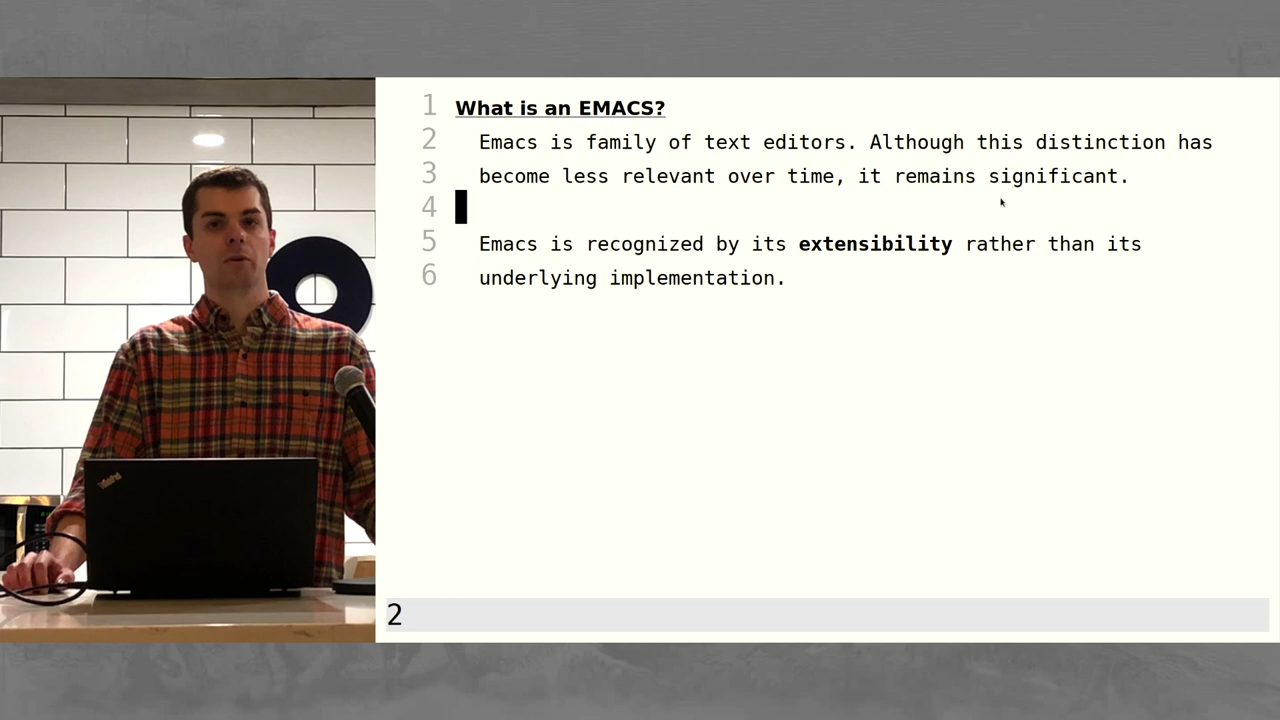 1 What is an EMACS?
2 Emacs is family of text editors. Although this distinction has
3 become less relevant over time, it remains significant.
4
5 Emacs is recognized by its extensibility rather than its
6 underlying implementation.
2
ThinkPad